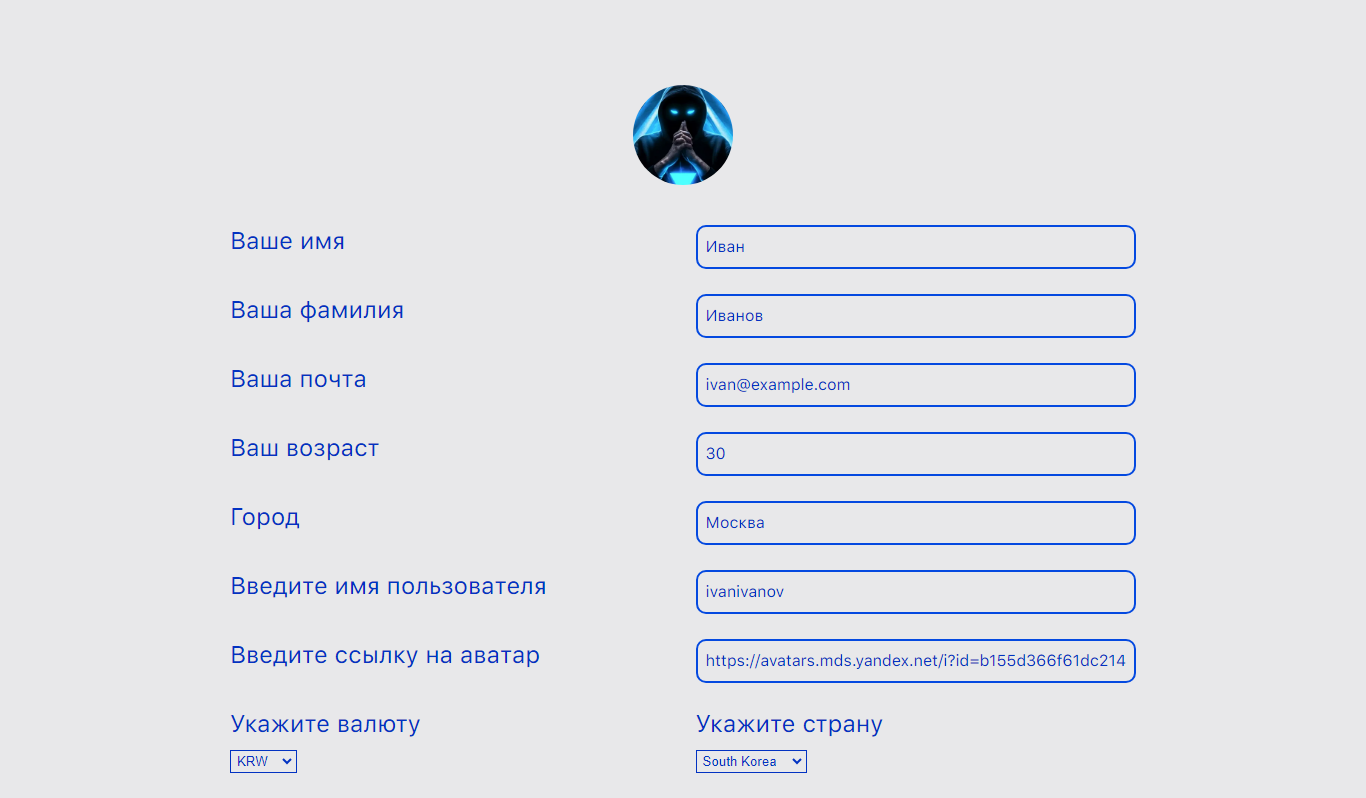 Ваше имя
Иван
Ваша фамилия
Иванов
Ваша почта
ivan@example.com
Ваш возраст
30
Город
Москва
Введите имя пользователя
ivanivanov
Введите ссылку на аватар
https://avatars.mds.yandex.net/i?id=b155d366f61dc214
Укажите валюту
Укажите страну
KRW
South Korea